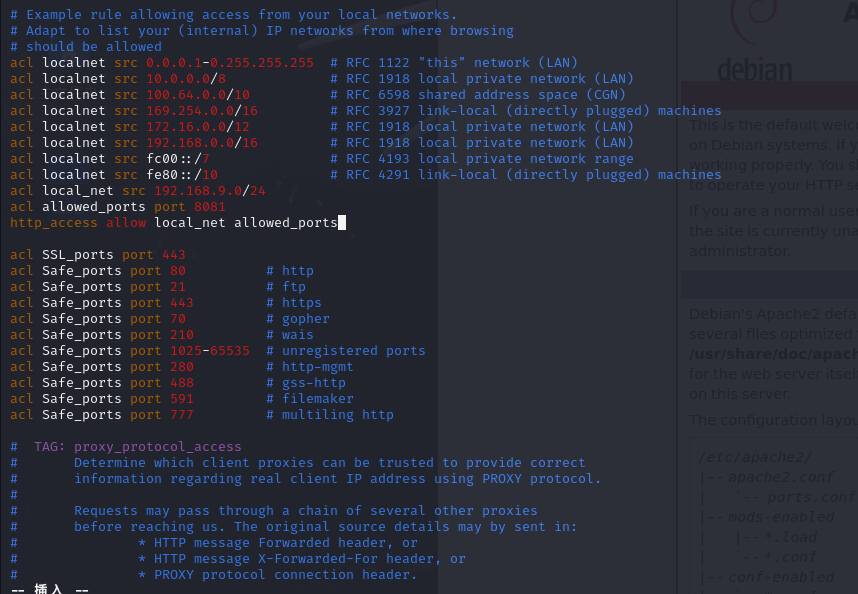 # Example rule allowing access from your local networks.
# Adapt to list your (internal) IP networks from where browsing
# should be allowed
acl localnet src 0.0.0.1-0.255.255.255  # RFC 1122 "this" network (LAN)
acl localnet src 10.0.0.0/8             # RFC 1918 local private network (LAN)
acl localnet src 100.64.0.0/10          # RFC 6598 shared address space (CGN)
acl localnet src 169.254.0.0/16         # RFC 3927 link-local (directly plugged) machines
acl localnet src 172.16.0.0/12          # RFC 1918 local private network (LAN)
acl localnet src 192.168.0.0/16         # RFC 1918 local private network (LAN)
acl localnet src fc00::/7               # RFC 4193 local private network range
acl localnet src fe80::/10              # RFC 4291 link-local (directly plugged) machines
acl local_net src 192.168.9.0/24
acl allowed_ports port 8081
http_access allow local_net allowed_ports
acl SSL_ports port 443
acl Safe_ports port 80          # http
acl Safe_ports port 21          # ftp
acl Safe_ports port 443         # https
acl Safe_ports port 70          # gopher
acl Safe_ports port 210         # wais
acl Safe_ports port 1025-65535  # unregistered ports
acl Safe_ports port 280         # http-mgmt
acl Safe_ports port 488         # gss-http
acl Safe_ports port 591         # filemaker
acl Safe_ports port 777         # multiling http
#  TAG: proxy_protocol_access
#       Determine which client proxies can be trusted to provide correct
#       information regarding real client IP address using PROXY protocol.
#
#       Requests may pass through a chain of several other proxies
#       before reaching us. The original source details may by sent in:
#               * HTTP message Forwarded header, or
#               * HTTP message X-Forwarded-For header, or
#               * PROXY protocol connection header.
-- 插入 --
debian
This is the default welc
on Debian systems. If y
working properly. You s
to operate your HTTP s
If you are a normal user
the site is currently una
administrator.
Debian's Apache2 defa
several files optimized
/usr/share/doc/apach
for the web server itsel
on this server.
The configuration layou
/etc/apache2/
|-- apache2.conf
|   `-- ports.conf
|-- mods-enabled
|   |-- *.load
|   `-- *.conf
|-- conf-enabled